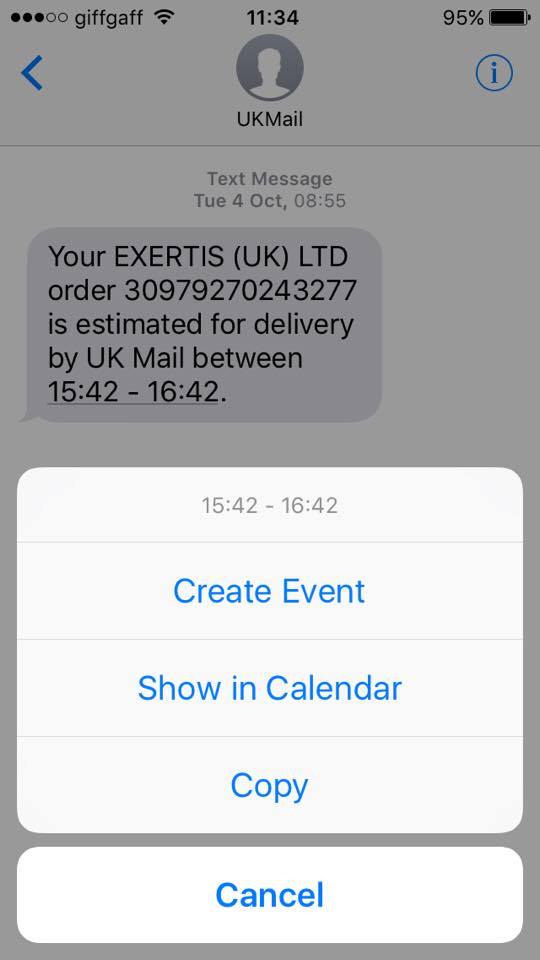 giffgaff 11:34 95%
i
UKMail
Text Message
Tue 4 Oct, 08:55
Your EXERTIS (UK) LTD
order 30979270243277
is estimated for delivery
by UK Mail between
15:42 - 16:42.
15:42 - 16:42
Create Event
Show in Calendar
Copy
Cancel